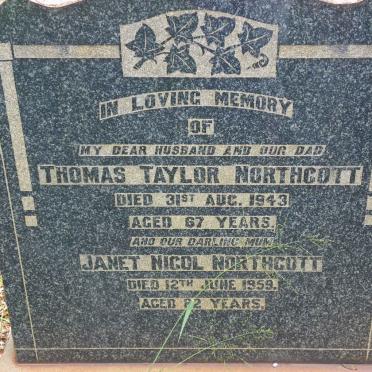 IN LOVING MEMORY
OF
MY DEAR HUSBAND AND OUR DAD
THOMAS TAYLOR NORTHCOTT
DIED 31ST AUG. 1943
AGED 67 YEARS.
AND OUR DARLING MUM
JANET NICOL NORTHCOTT
DIED 12TH JUNE 1959.
AGED 82 YEARS.